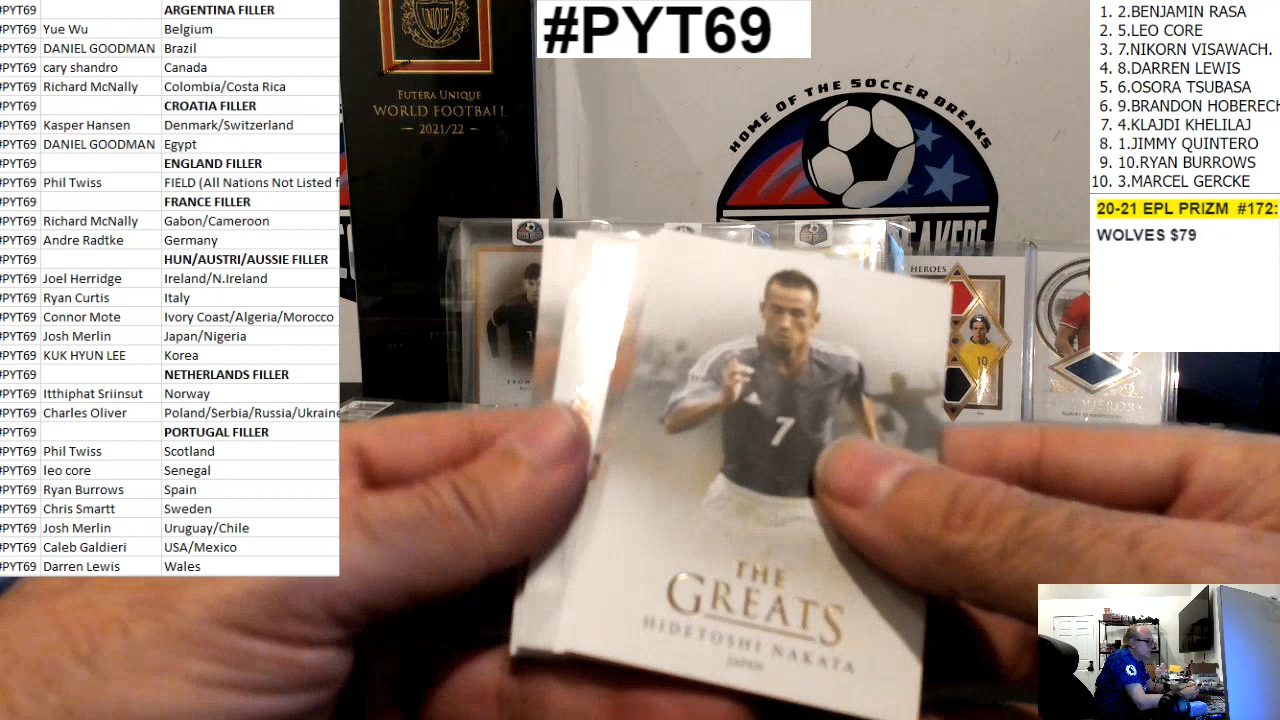 #PYT69 ARGENTINA FILLER
#PYT69 Yue Wu Belgium
#PYT69 DANIEL GOODMAN Brazil
#PYT69 cary shandro Canada
#PYT69 Richard McNally Colombia/Costa Rica
#PYT69 CROATIA FILLER
#PYT69 Kasper Hansen Denmark/Switzerland
#PYT69 DANIEL GOODMAN Egypt
#PYT69 ENGLAND FILLER
#PYT69 Phil Twiss FIELD (All Nations Not Listed f
#PYT69 FRANCE FILLER
#PYT69 Richard McNally Gabon/Cameroon
#PYT69 Andre Radtke Germany
#PYT69 HUN/AUSTRI/AUSSIE FILLER
#PYT69 Joel Herridge Ireland/N.Ireland
#PYT69 Ryan Curtis Italy
#PYT69 Connor Mote Ivory Coast/Algeria/Morocco
#PYT69 Josh Merlin Japan/Nigeria
#PYT69 KUK HYUN LEE Korea
#PYT69 NETHERLANDS FILLER
#PYT69 Itthiphat Sriinsut Norway
#PYT69 Charles Oliver Poland/Serbia/Russia/Ukraine
#PYT69 PORTUGAL FILLER
#PYT69 Phil Twiss Scotland
#PYT69 leo core Senegal
#PYT69 Ryan Burrows Spain
#PYT69 Chris Smartt Sweden
#PYT69 Josh Merlin Uruguay/Chile
#PYT69 Caleb Galdieri USA/Mexico
#PYT69 Darren Lewis Wales
UNIQUE
FUTERA UNIQUE
WORLD FOOTBALL
2021/22
#PYT69
HOME OF THE SOCCER BREAKS
EAKERS
HEROES
10
7
THE
GREATS
HIDETOSHI NAKATA
JAPAN
1. 2.BENJAMIN RASA
2. 5.LEO CORE
3. 7.NIKORN VISAWACH.
4. 8.DARREN LEWIS
5. 6.OSORA TSUBASA
6. 9.BRANDON HOBERECH
7. 4.KLAJDI KHELILAJ
8. 1.JIMMY QUINTERO
9. 10.RYAN BURROWS
10. 3.MARCEL GERCKE
20-21 EPL PRIZM #172:
WOLVES $79